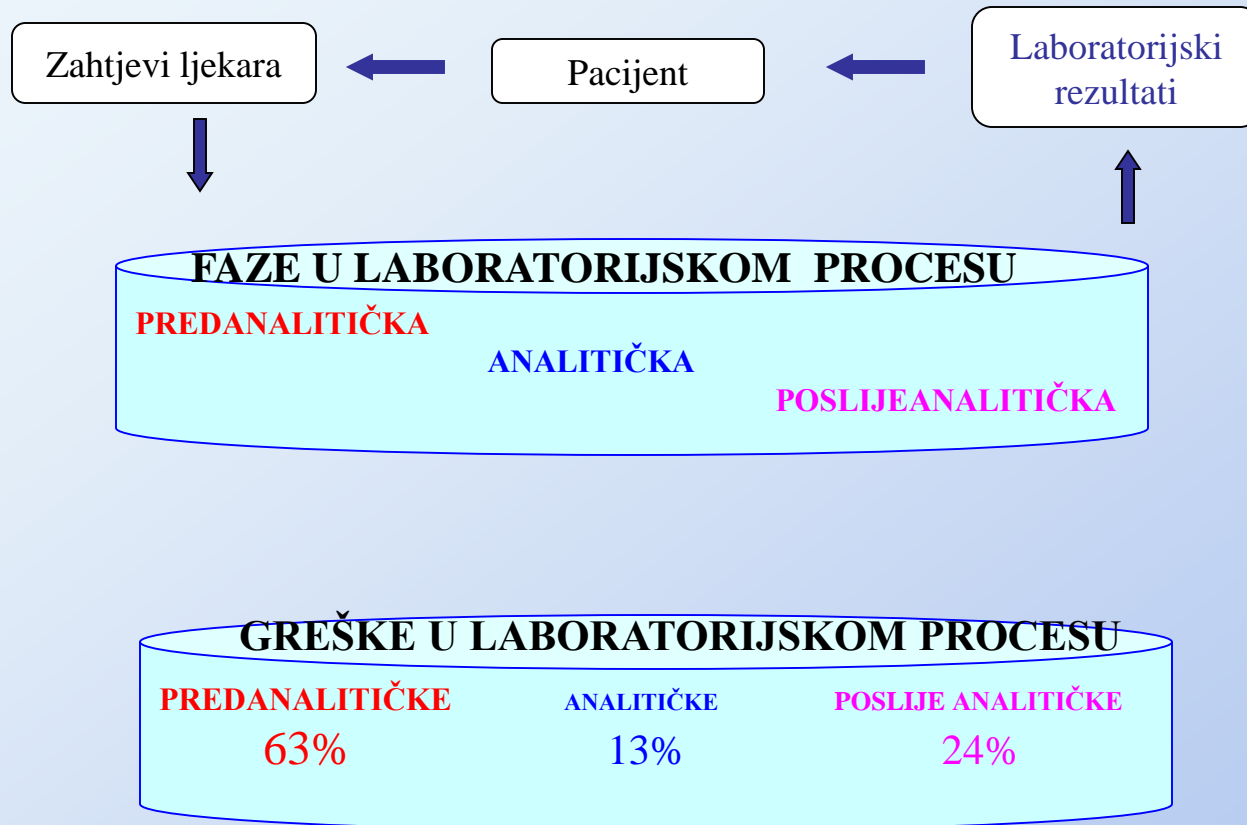 Zahtjevi ljekara
Pacijent
Laboratorijski
rezultati
FAZE U LABORATORIJSKOM PROCESU
PREDANALITIČKA
ANALITIČKA
POSLIJEANALITIČKA
GREŠKE U LABORATORIJSKOM PROCESU
PREDANALITIČKE ANALITIČKE POSLIJE ANALITIČKE
63% 13% 24%